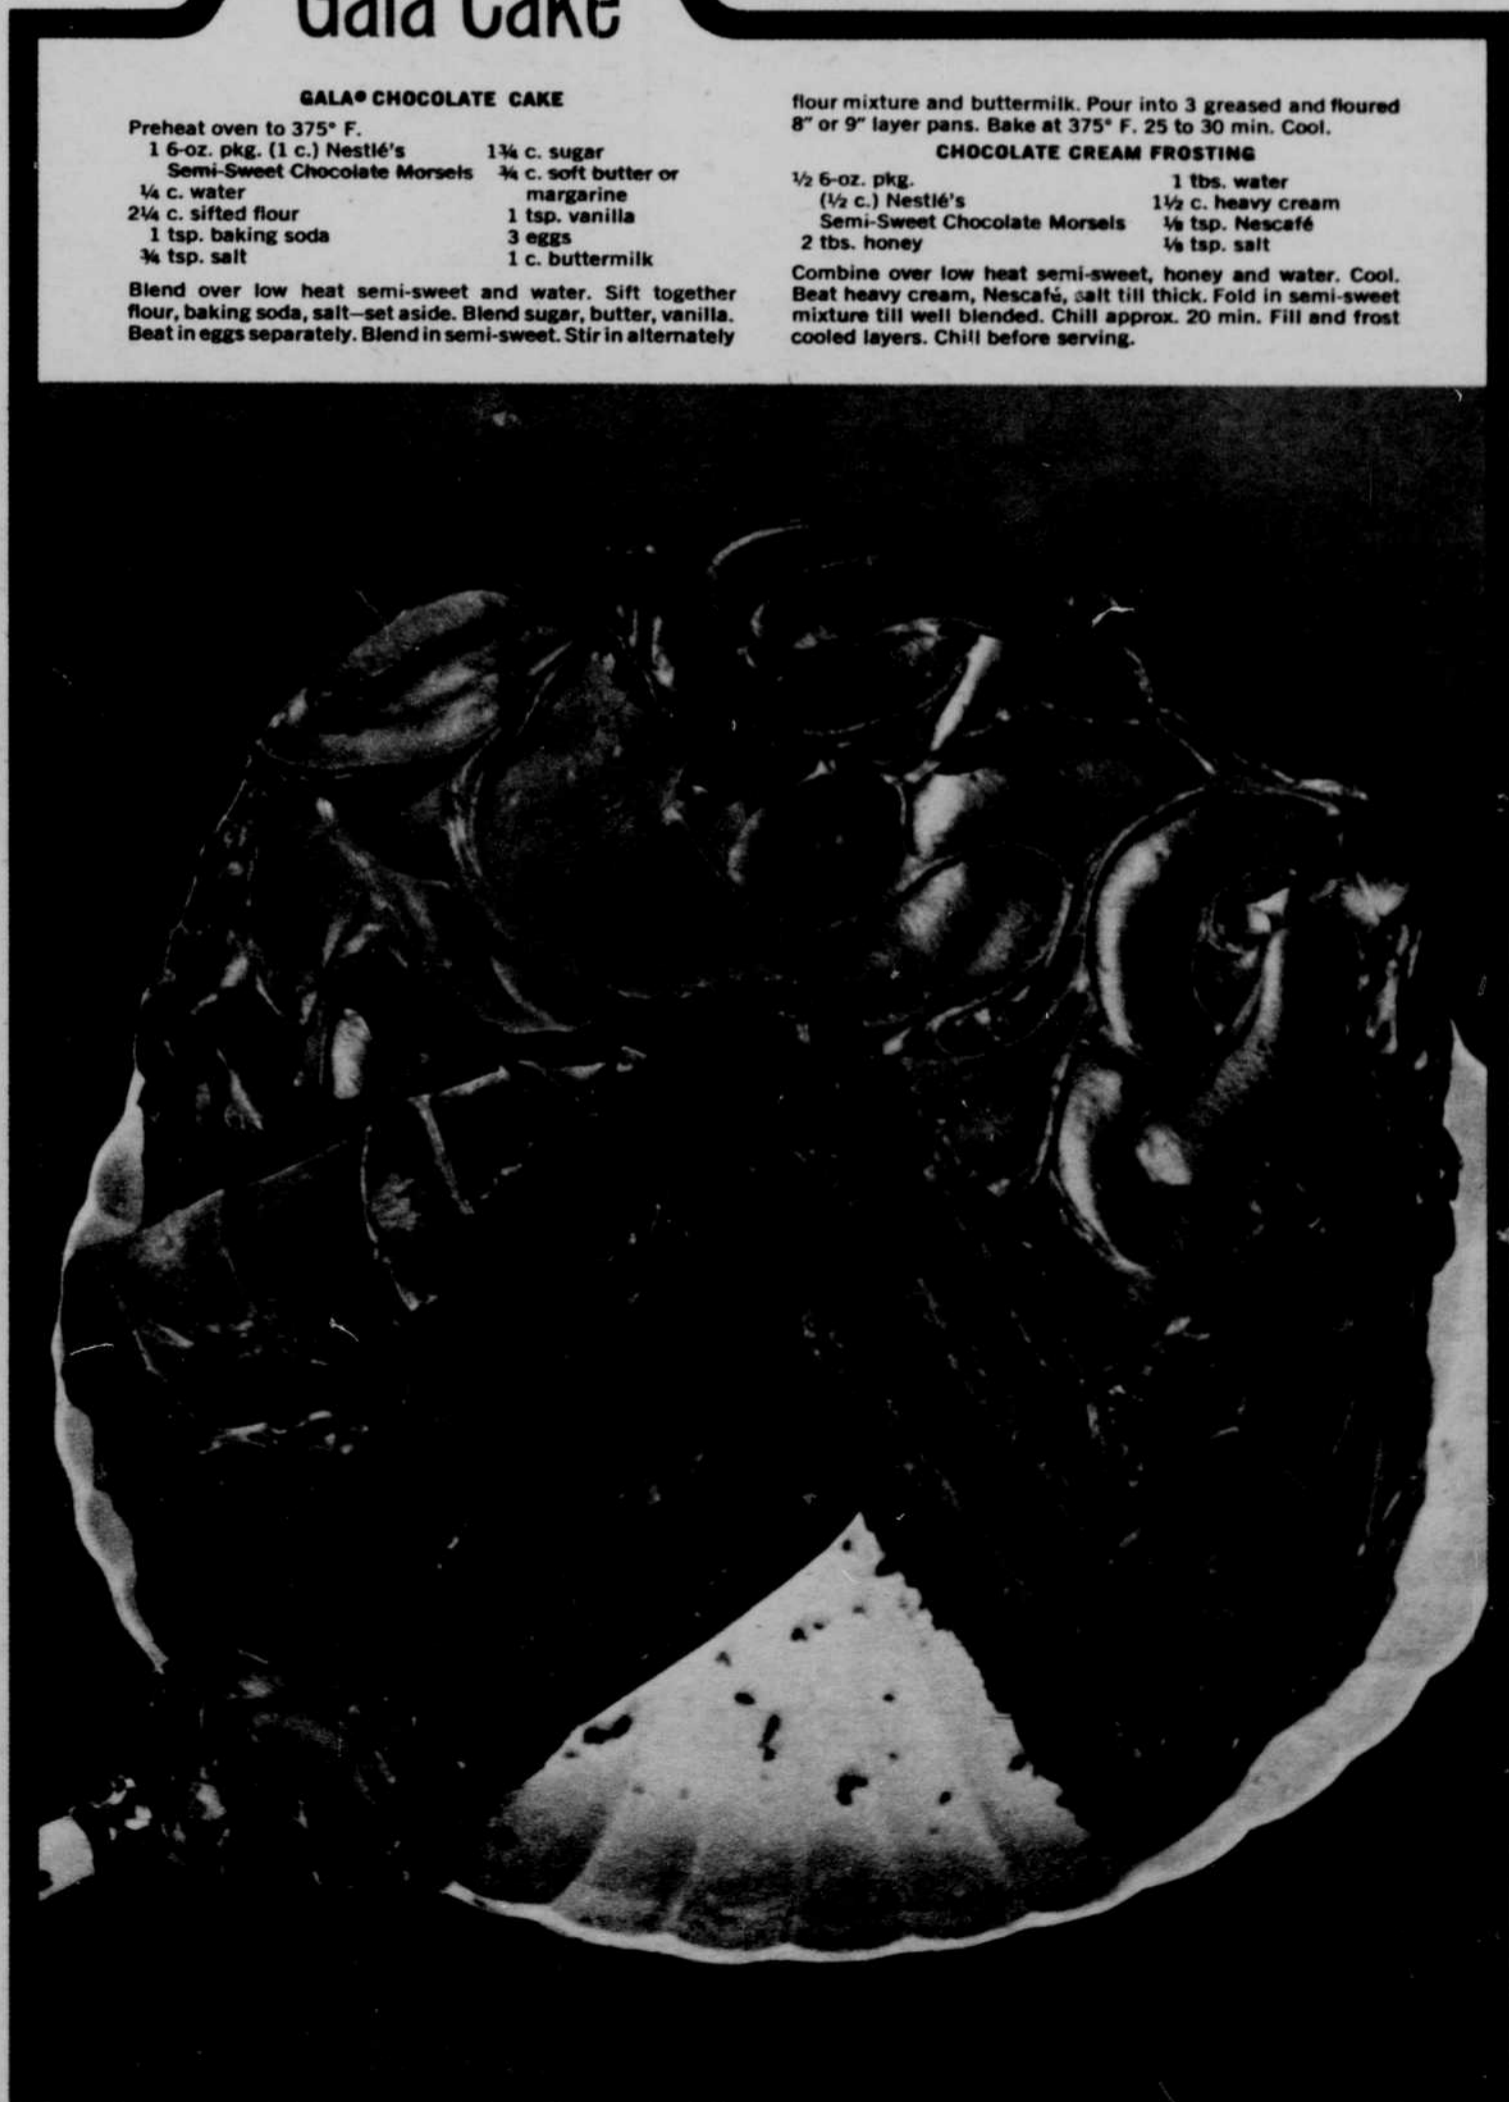 Gala Cake
GALA® CHOCOLATE CAKE
Preheat oven to 375° F.
1 6-oz. pkg. (1 c.) Nestlé's
Semi-Sweet Chocolate Morsels
¼ c. water
2¼ c. sifted flour
1 tsp. baking soda
¾ tsp. salt
1¾ c. sugar
¾ c. soft butter or
margarine
1 tsp. vanilla
3 eggs
1 c. buttermilk
Blend over low heat semi-sweet and water. Sift together
flour, baking soda, salt—set aside. Blend sugar, butter, vanilla.
Beat in eggs separately. Blend in semi-sweet. Stir in alternately
flour mixture and buttermilk. Pour into 3 greased and floured
8" or 9" layer pans. Bake at 375° F. 25 to 30 min. Cool.
CHOCOLATE CREAM FROSTING
½ 6-oz. pkg.
(½ c.) Nestlé's
Semi-Sweet Chocolate Morsels
2 tbs. honey
1 tbs. water
1½ c. heavy cream
⅛ tsp. Nescafé
⅛ tsp. salt
Combine over low heat semi-sweet, honey and water. Cool.
Beat heavy cream, Nescafé, salt till thick. Fold in semi-sweet
mixture till well blended. Chill approx. 20 min. Fill and frost
cooled layers. Chill before serving.